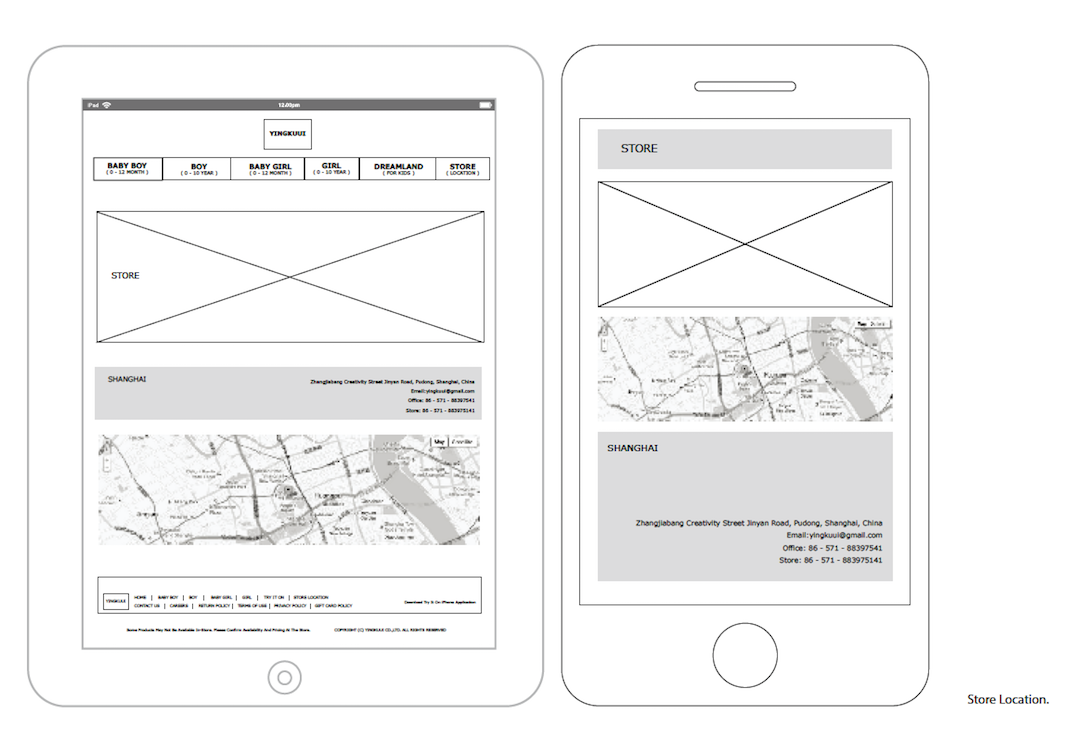 iPad
12.00pm
YINGKUUI
BABY BOY
( 0 - 12 MONTH )
BOY
( 0 - 10 YEAR )
BABY GIRL
( 0 - 12 MONTH )
GIRL
( 0 - 10 YEAR )
DREAMLAND
( FOR KIDS )
STORE
( LOCATION )
STORE
SHANGHAI
Zhangjiabang Creativity Street Jinyan Road, Pudong, Shanghai, China
Email:yingkuui@gmail.com
Office: 86 - 571 - 88397541
Store: 86 - 571 - 883975141
Map
YINGKUUI
HOME | BABY BOY | BOY | BABY GIRL | GIRL | TRY IT ON | STORE LOCATION
CONTACT US | CAREERS | RETURN POLICY | TERMS OF USE | PRIVACY POLICY | GIFT CARD POLICY
Download Try It On iPhone Application
Some Products May Not Be Available In-Store. Please Confirm Availability And Pricing At The Store.
COPYRIGHT (C) YINGKUUI CO.,LTD. ALL RIGHTS RESERVED
STORE
Map
SHANGHAI
Zhangjiabang Creativity Street Jinyan Road, Pudong, Shanghai, China
Email:yingkuui@gmail.com
Office: 86 - 571 - 88397541
Store: 86 - 571 - 883975141
Store Location.